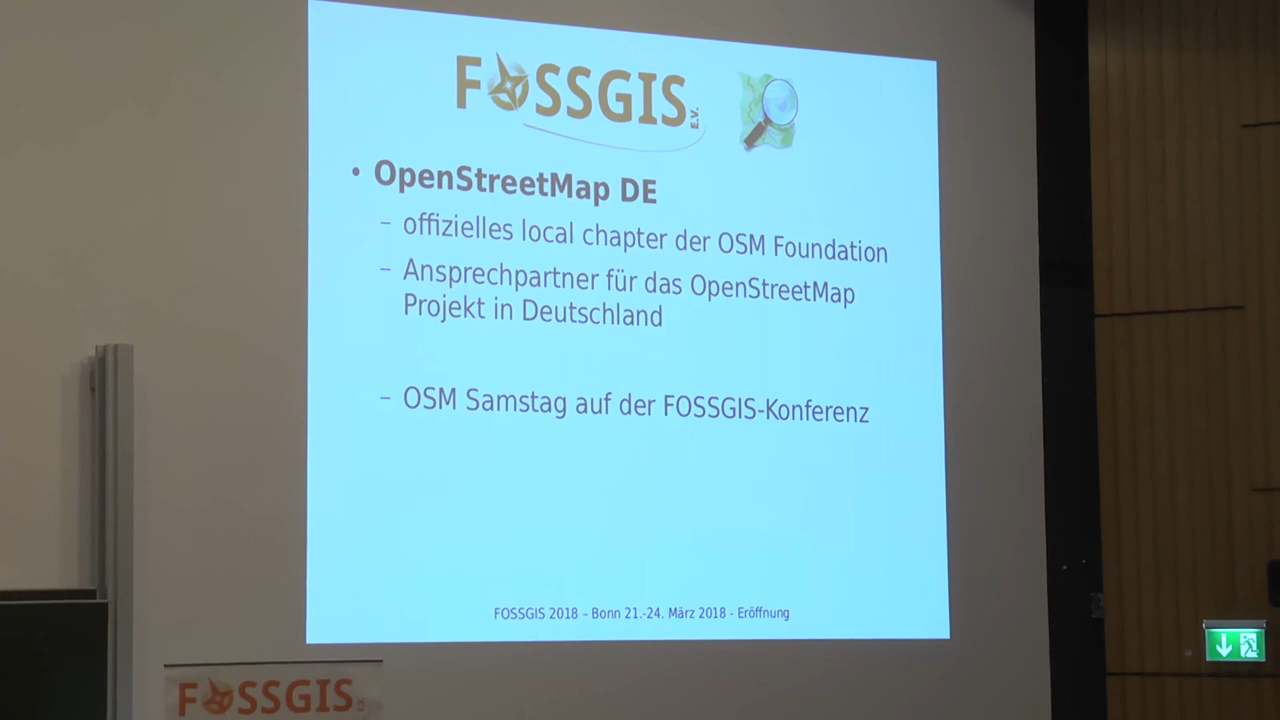 FOSSGIS E.V.
• OpenStreetMap DE
– offizielles local chapter der OSM Foundation
– Ansprechpartner für das OpenStreetMap
Projekt in Deutschland
– OSM Samstag auf der FOSSGIS-Konferenz
FOSSGIS 2018 – Bonn 21.-24. März 2018 - Eröffnung
FOSSGIS